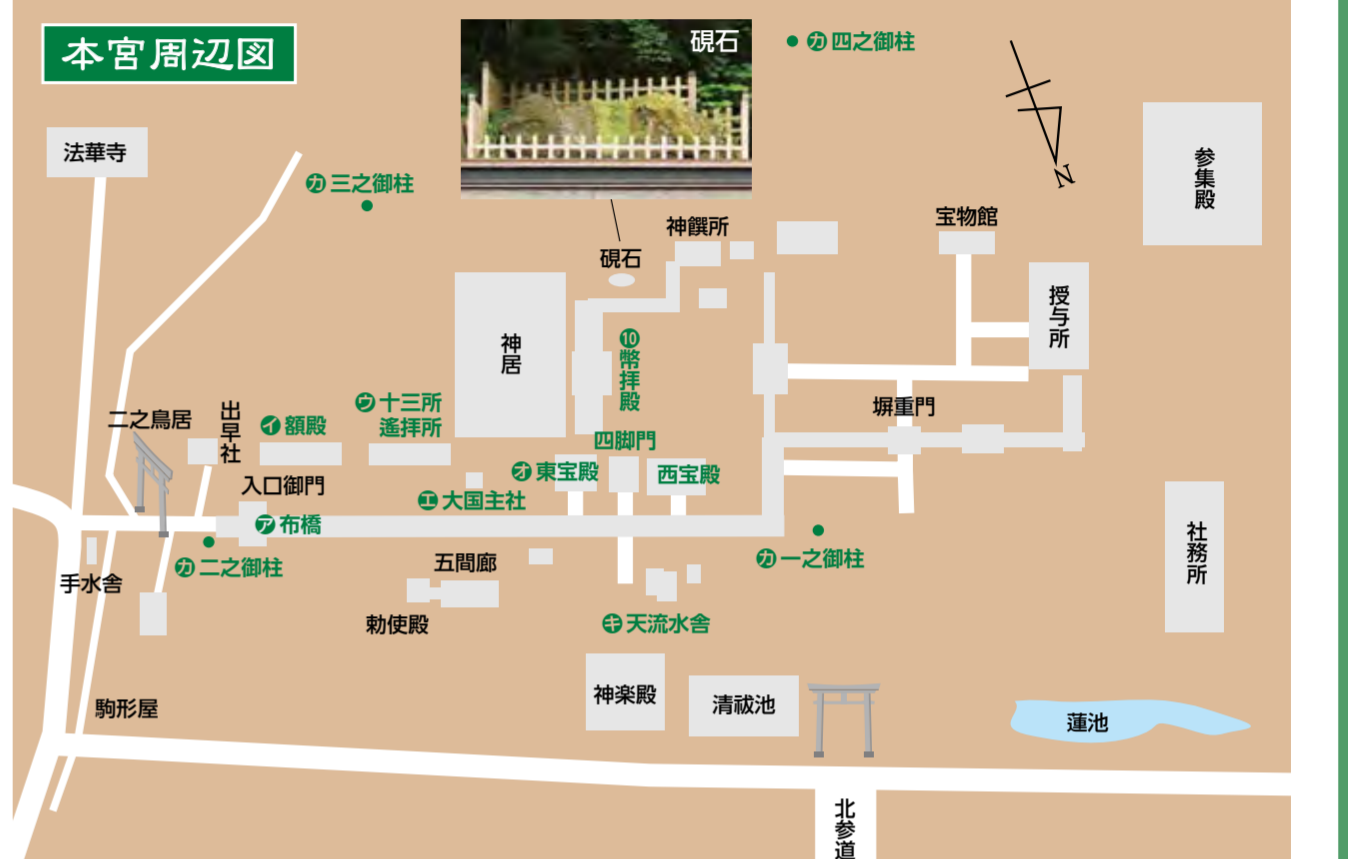 本宮周辺図
硯石
カ 四之御柱
法華寺
カ 三之御柱
N
参集殿
神饌所
宝物館
硯石
授与所
神居
⑩ 幣拝殿
二之鳥居
出早社
イ 額殿
ウ 十三所
遙拝所
塀重門
四脚門
オ 東宝殿
西宝殿
入口御門
エ 大国主社
ア 布橋
カ 二之御柱
五間廊
カ 一之御柱
社務所
手水舎
勅使殿
キ 天流水舎
神楽殿
清祓池
駒形屋
蓮池
北参道